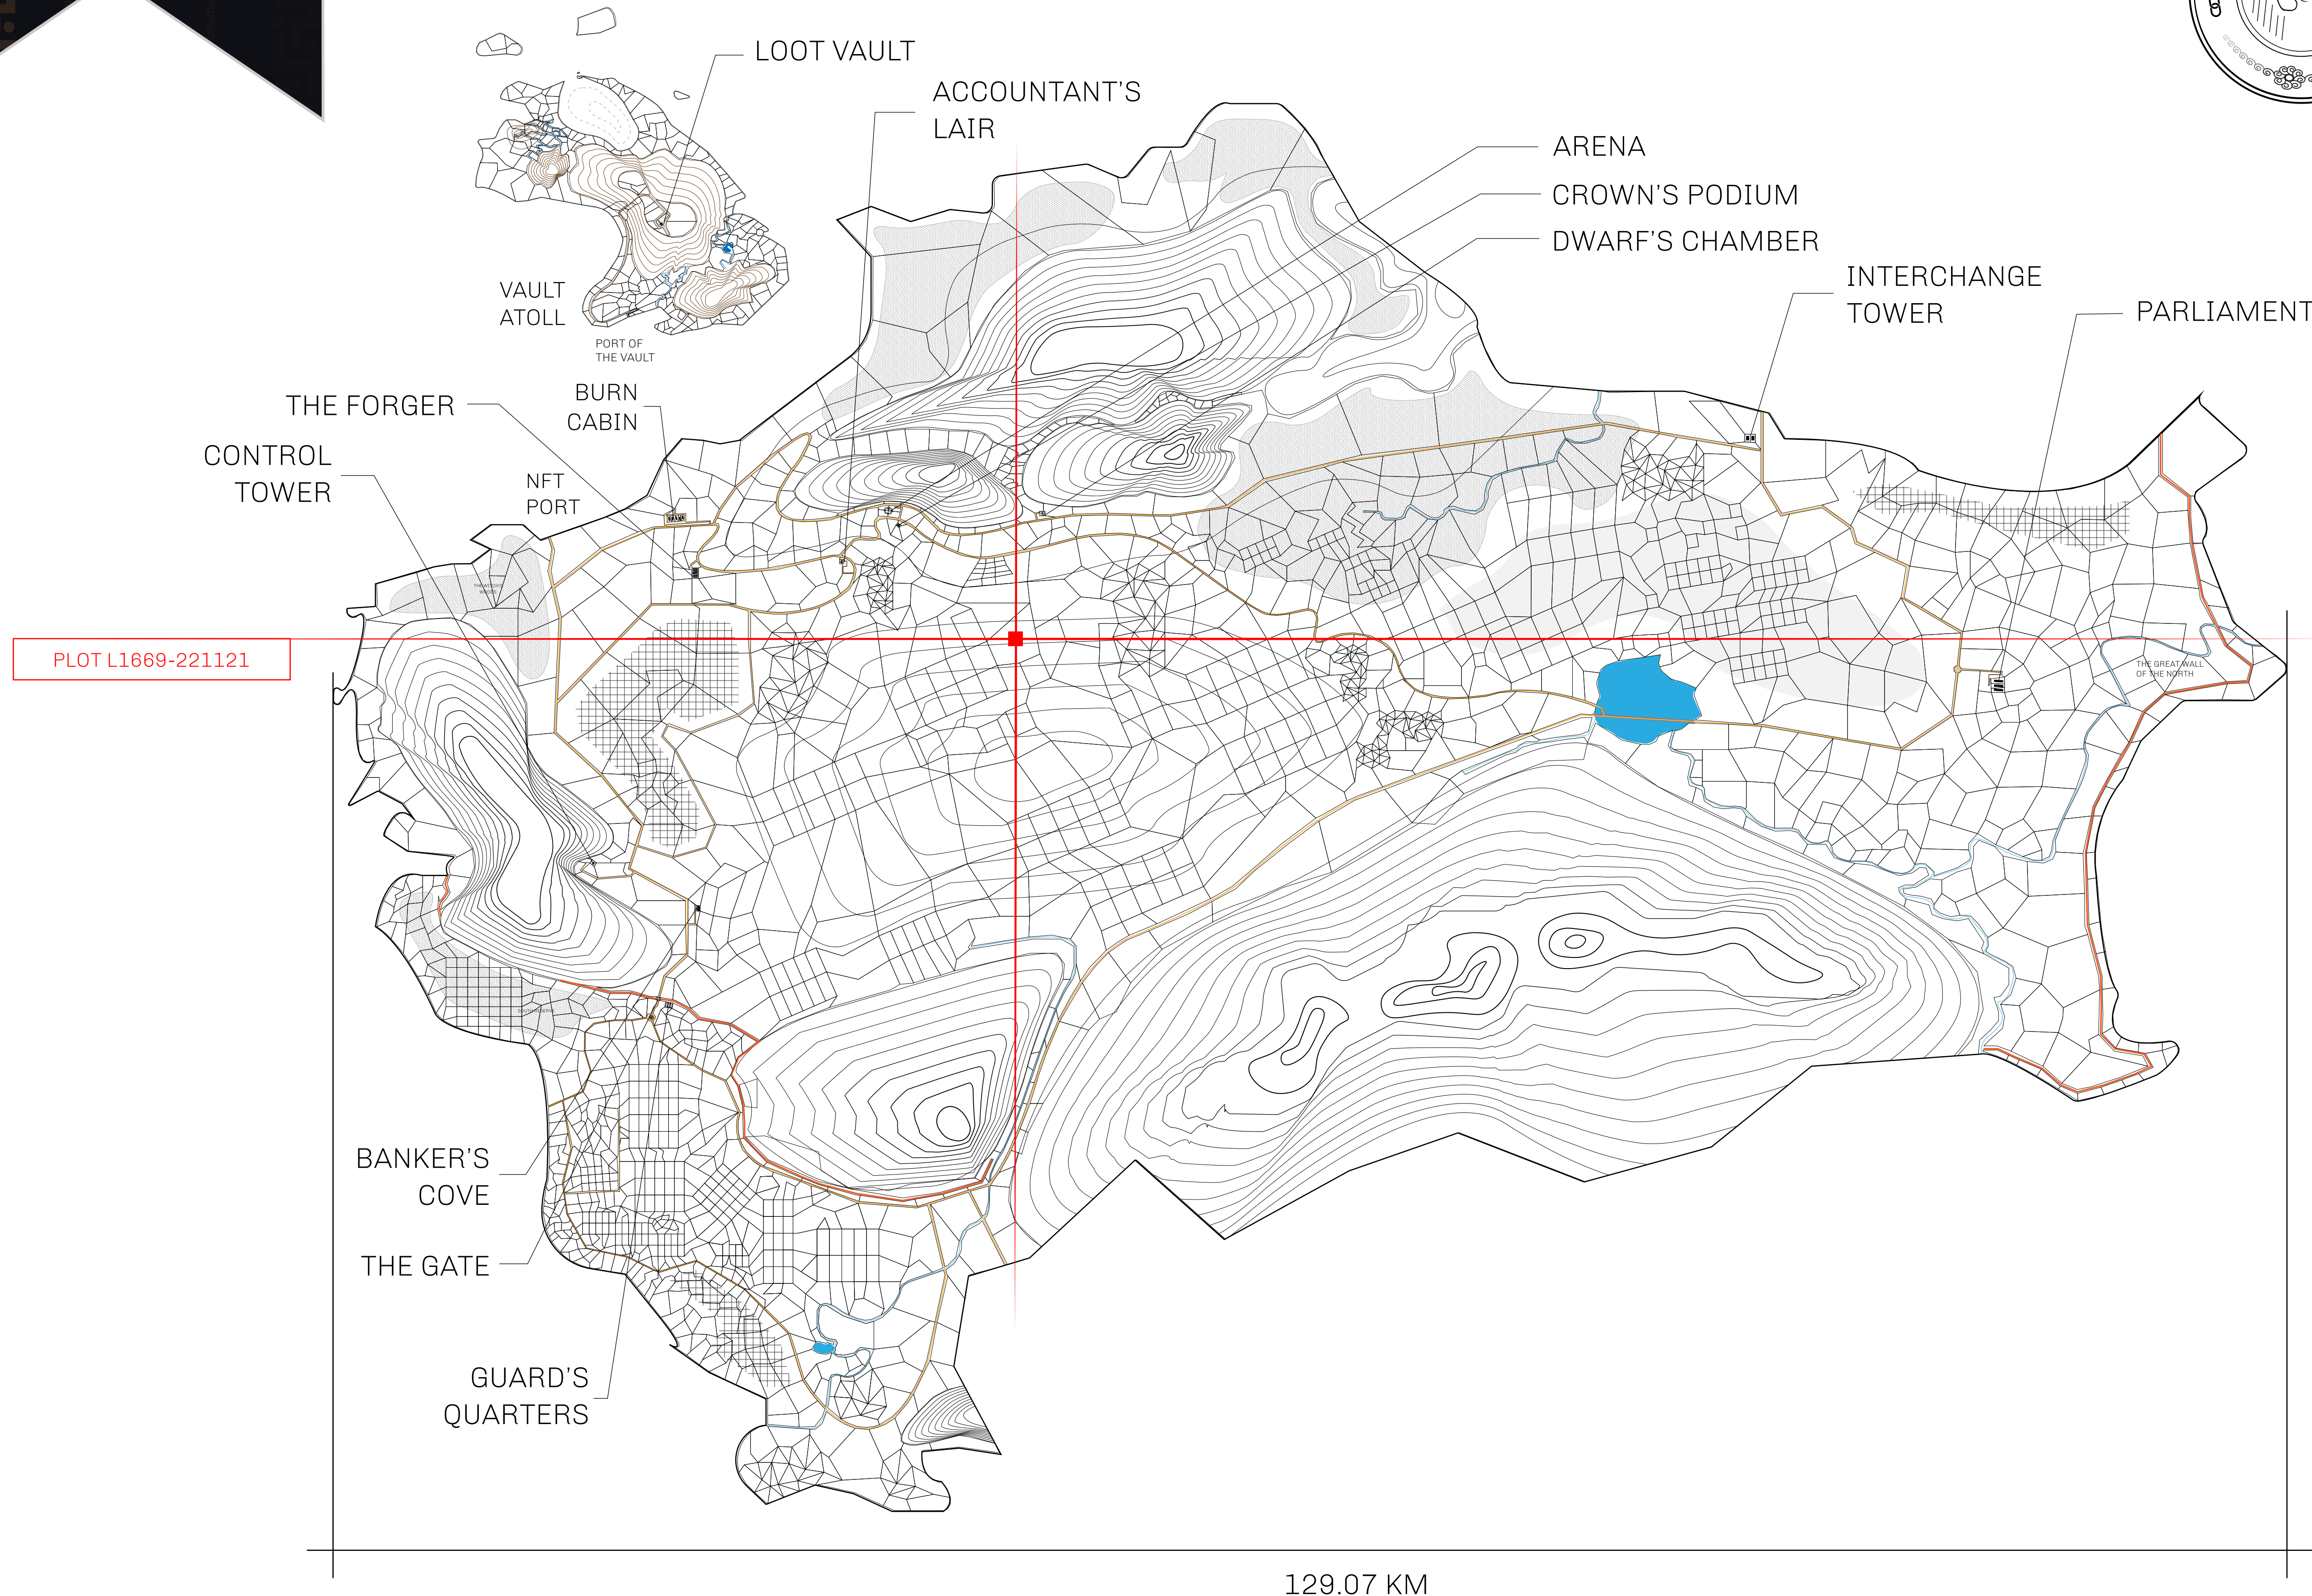 LOOT VAULT
ACCOUNTANT'S
LAIR
ARENA
CROWN'S PODIUM
DWARF'S CHAMBER
INTERCHANGE
TOWER
PARLIAMENT
VAULT
ATOLL
PORT OF
THE VAULT
BURN
CABIN
THE FORGER
CONTROL
TOWER
NFT
PORT
PLOT L1669-221121
THE GREAT WALL
OF THE NORTH
BANKER'S
COVE
THE GATE
GUARD'S
QUARTERS
129.07 KM